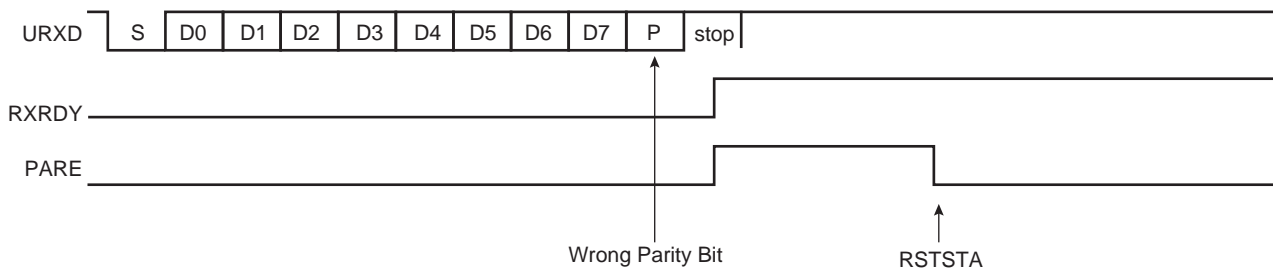 URXD S D0 D1 D2 D3 D4 D5 D6 D7 P stop
RXRDY
PARE
Wrong Parity Bit
RSTSTA